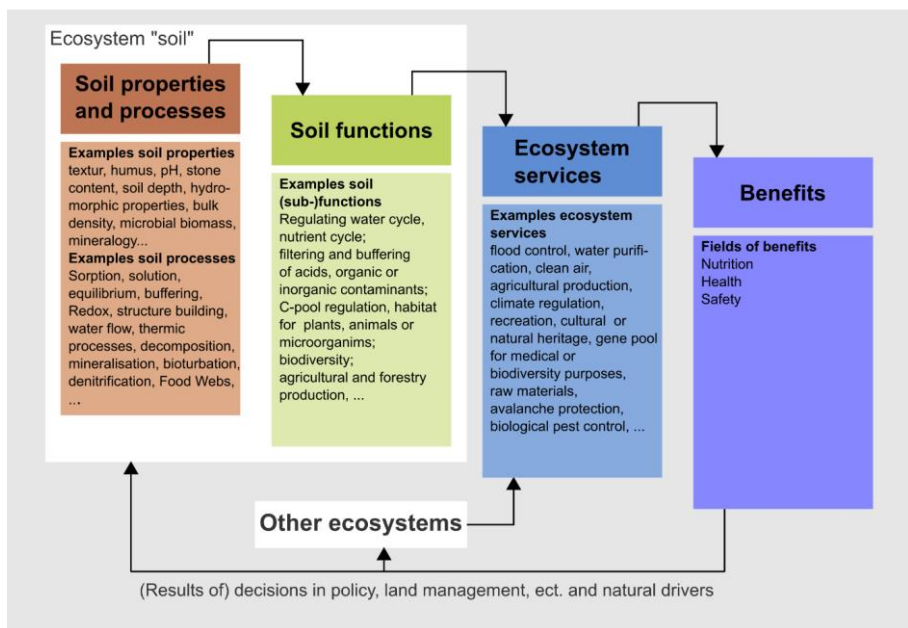 Ecosystem "soil"
Soil properties
and processes
Examples soil properties
textur, humus, pH, stone
content, soil depth, hydro-
morphic properties, bulk
density, microbial biomass,
mineralogy...
Examples soil processes
Sorption, solution,
equilibrium, buffering,
Redox, structure building,
water flow, thermic
processes, decomposition,
mineralisation, bioturbation,
denitrification, Food Webs,
...
Soil functions
Examples soil
(sub-)functions
Regulating water cycle,
nutrient cycle;
filtering and buffering
of acids, organic or
inorganic contaminants;
C-pool regulation, habitat
for plants, animals or
microorganims;
biodiversity;
agricultural and forestry
production, ...
Ecosystem
services
Examples ecosystem
services
flood control, water purifi-
cation, clean air,
agricultural production,
climate regulation,
recreation, cultural or
natural heritage, gene pool
for medical or
biodiversity purposes,
raw materials,
avalanche protection,
biological pest control, ...
Benefits
Fields of benefits
Nutrition
Health
Safety
Other ecosystems
(Results of) decisions in policy, land management, ect. and natural drivers